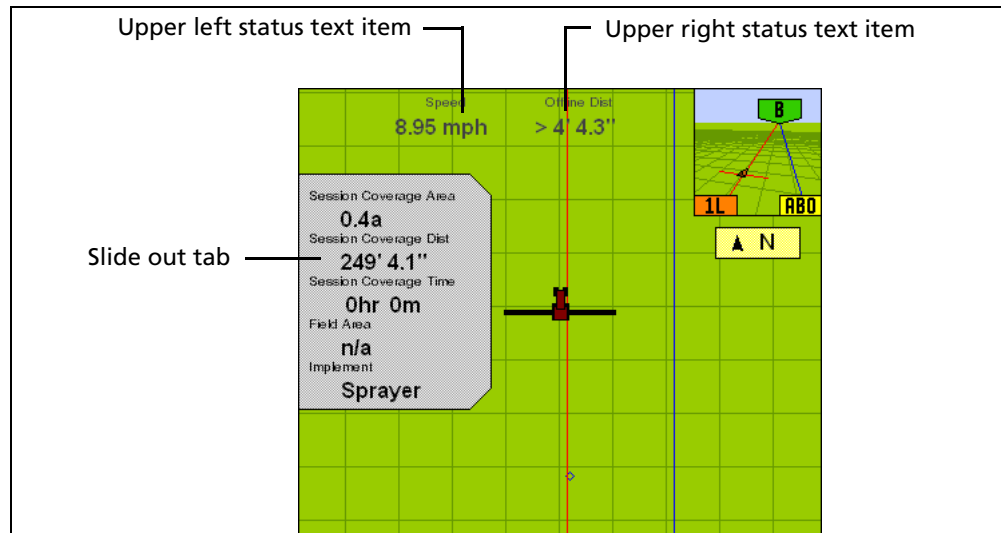 Upper left status text item
Upper right status text item
Speed
Offline Dist
8.95 mph
> 4' 4.3"
B
1L
AB0
N
Slide out tab
Session Coverage Area
0.4a
Session Coverage Dist
249' 4.1"
Session Coverage Time
0hr 0m
Field Area
n/a
Implement
Sprayer